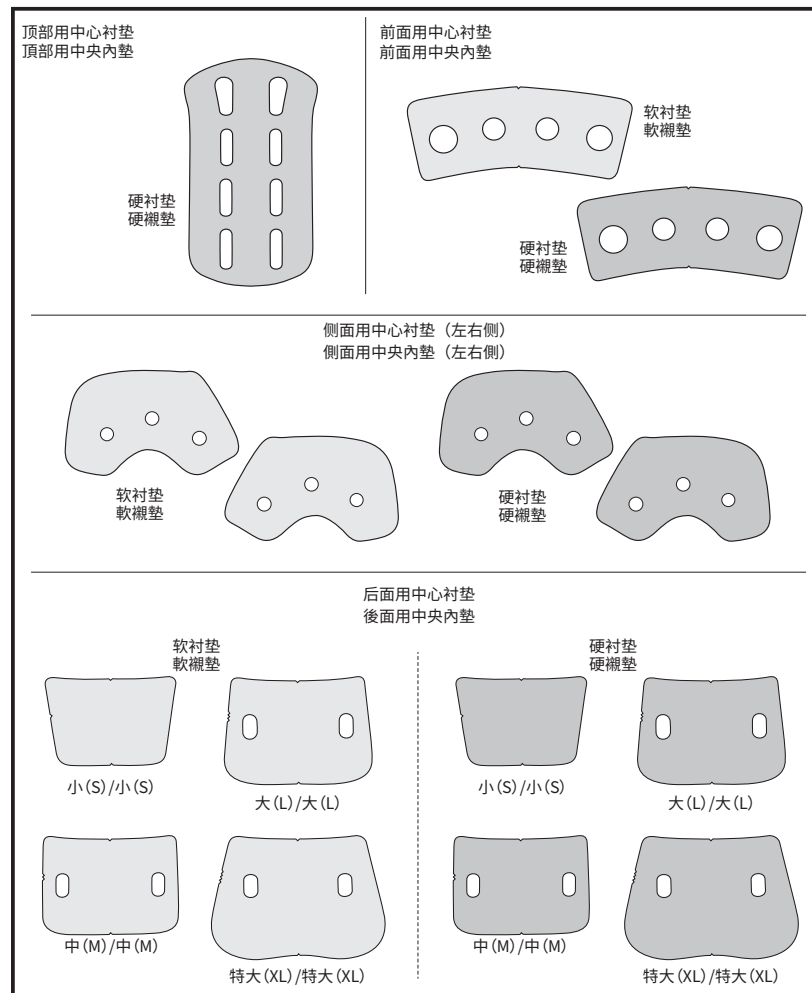 顶部用中心衬垫
頂部用中央內墊
硬衬垫
硬襯墊
前面用中心衬垫
前面用中央內墊
软衬垫
軟襯墊
硬衬垫
硬襯墊
侧面用中心衬垫（左右侧）
側面用中央內墊（左右側）
软衬垫
軟襯墊
硬衬垫
硬襯墊
后面用中心衬垫
後面用中央內墊
软衬垫
軟襯墊
小（S）/小（S）
大（L）/大（L）
中（M）/中（M）
特大（XL）/特大（XL）
硬衬垫
硬襯墊
小（S）/小（S）
大（L）/大（L）
中（M）/中（M）
特大（XL）/特大（XL）